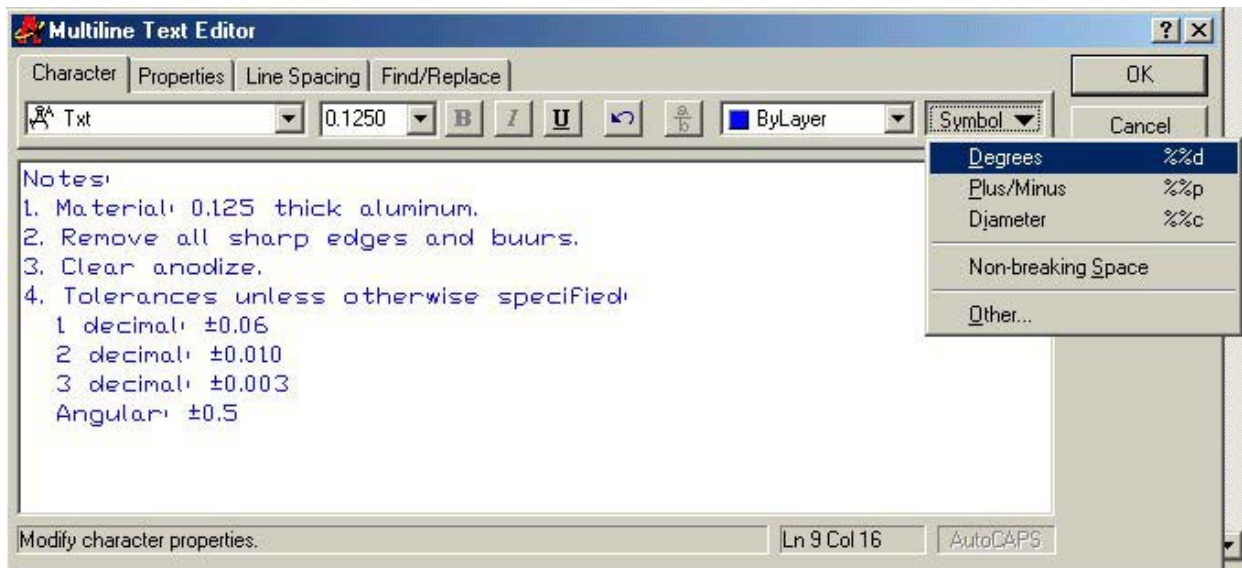 Multiline Text Editor
Character Properties Line Spacing Find/Replace OK
Txt 0.1250 B I U a/b ByLayer Symbol Cancel
Degrees %%d
Plus/Minus %%p
Diameter %%c
Non-breaking Space
Other...
Notes:
1. Material: 0.125 thick aluminum.
2. Remove all sharp edges and buurs.
3. Clear anodize.
4. Tolerances unless otherwise specified:
1 decimal: ±0.06
2 decimal: ±0.010
3 decimal: ±0.003
Angular: ±0.5
Modify character properties. Ln 9 Col 16 AutoCAPS